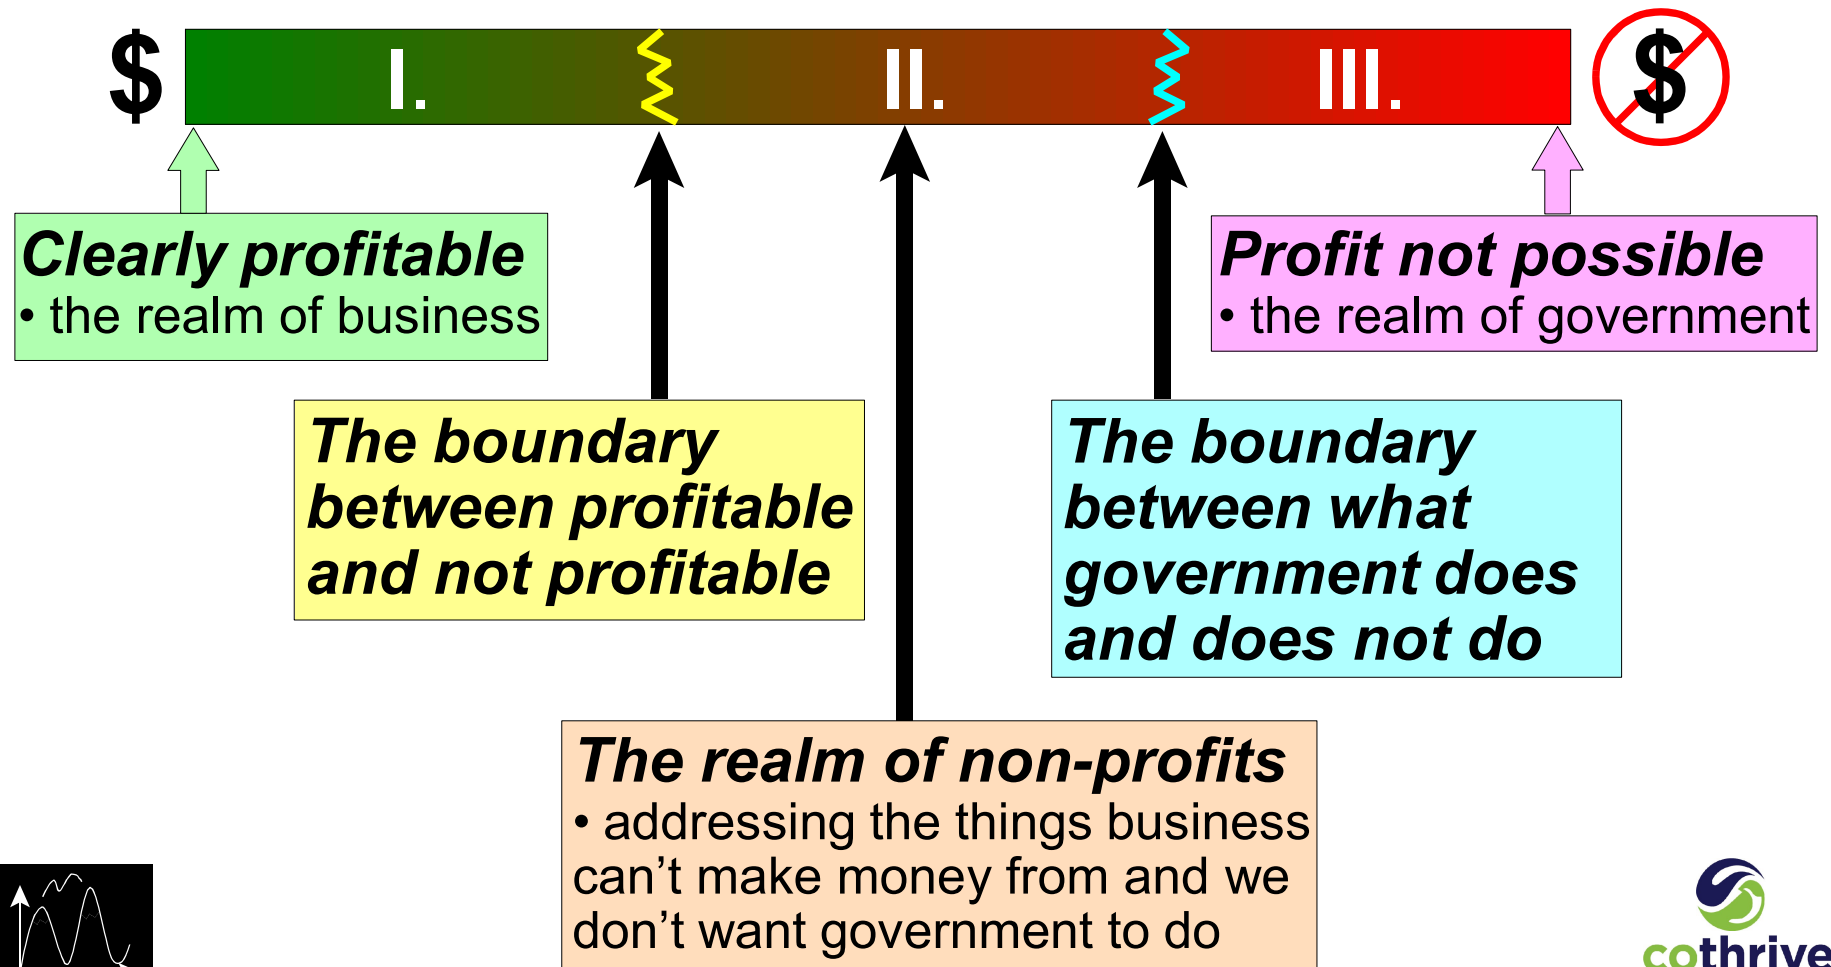 $ I. II. III. $
Clearly profitable
• the realm of business
Profit not possible
• the realm of government
The boundary
between profitable
and not profitable
The boundary
between what
government does
and does not do
The realm of non-profits
• addressing the things business
can’t make money from and we
don’t want government to do
cothrive